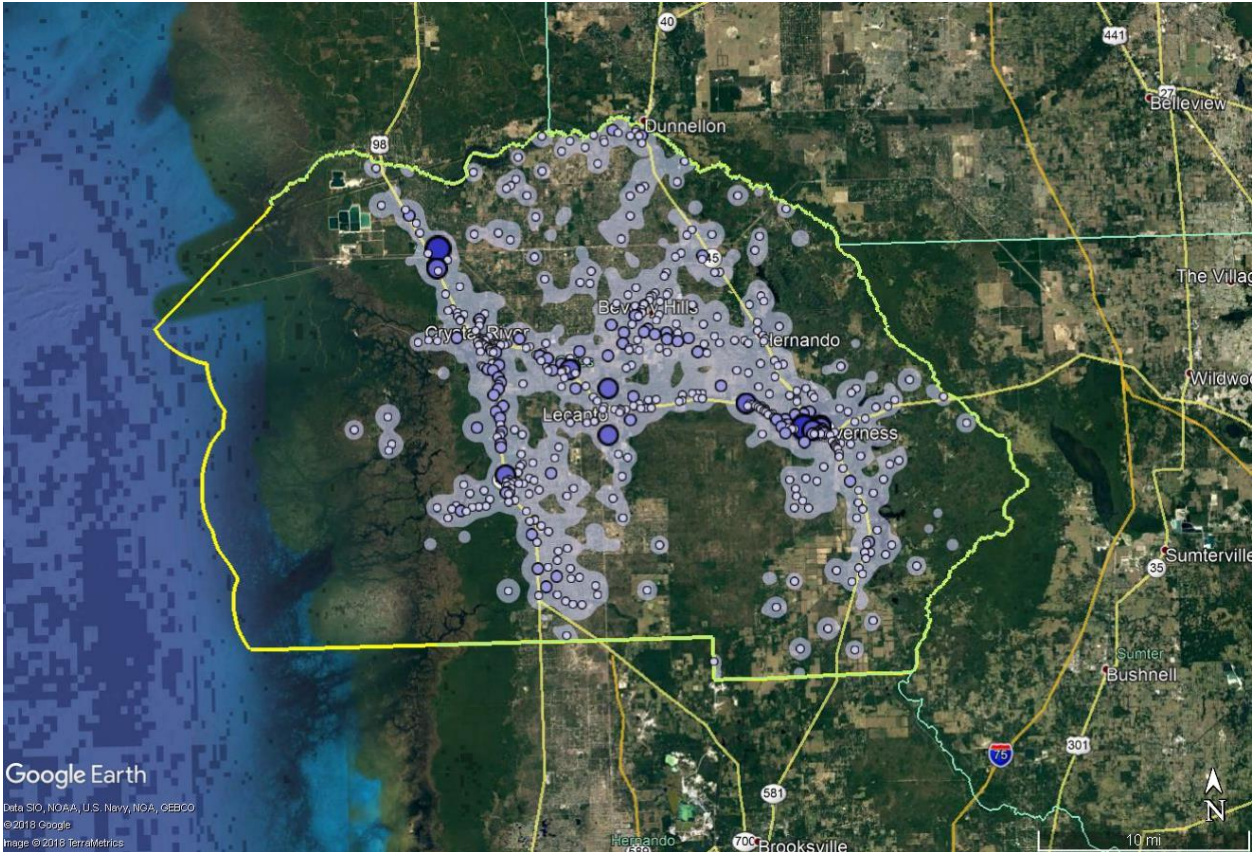 40
441
27
Belleview
Dunnellon
98
45
The Villag
Beverly Hills
Crystal River
Hernando
Wildwoo
Lecanto
Inverness
Sumterville
35
Sumter
Bushnell
75
301
Google Earth
581
N
Data SIO, NOAA, U.S. Navy, NGA, GEBCO
©2018 Google
Image ©2018 TerraMetrics
10 mi
Hernando
700
Brooksville